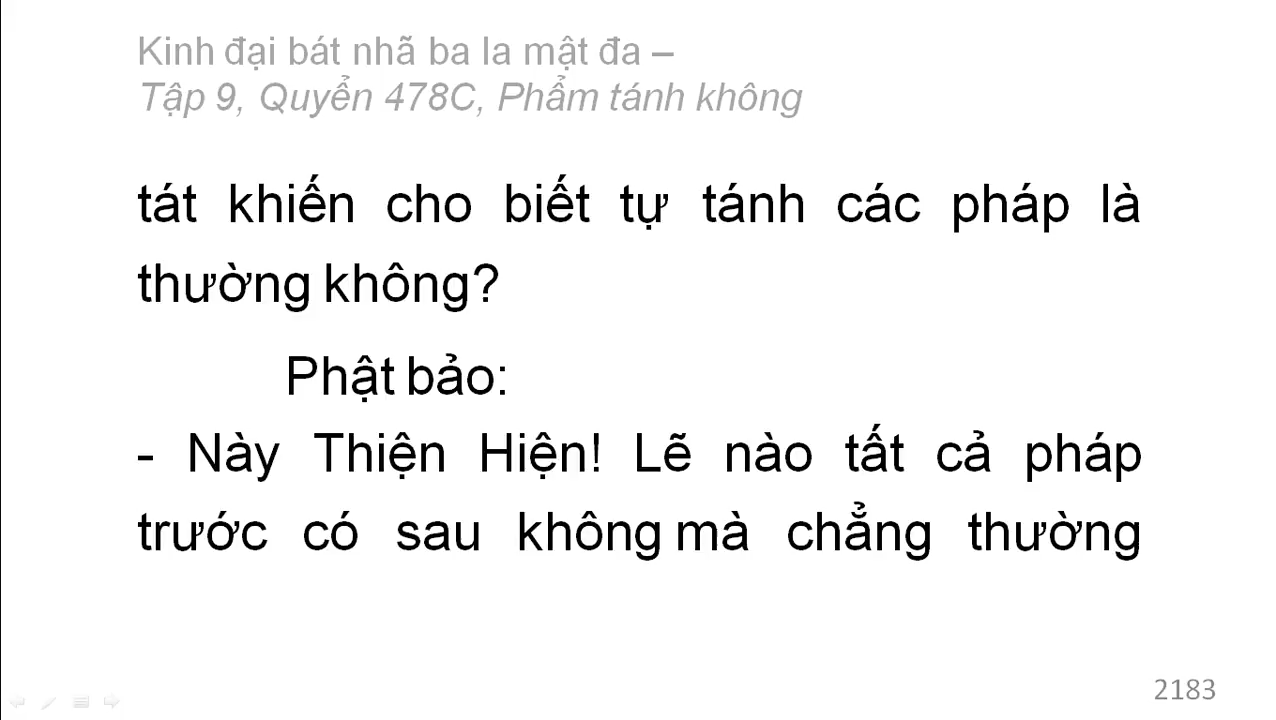 Kinh đại bát nhã ba la mật đa –
Tập 9, Quyển 478C, Phẩm tánh không
tát khiến cho biết tự tánh các pháp là
thường không?
Phật bảo:
- Này Thiện Hiện! Lẽ nào tất cả pháp
trước có sau không mà chẳng thường
2183